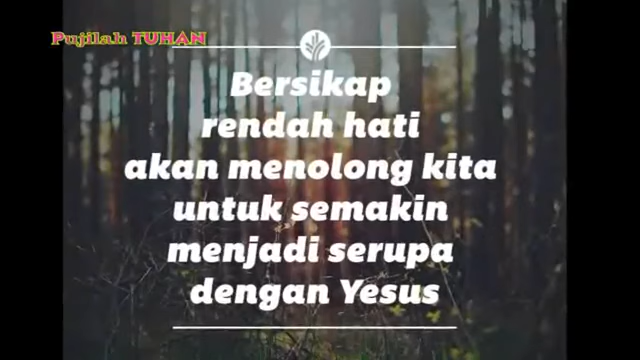 Pujilah TUHAN
Bersikap
rendah hati
akan menolong kita
untuk semakin
menjadi serupa
dengan Yesus